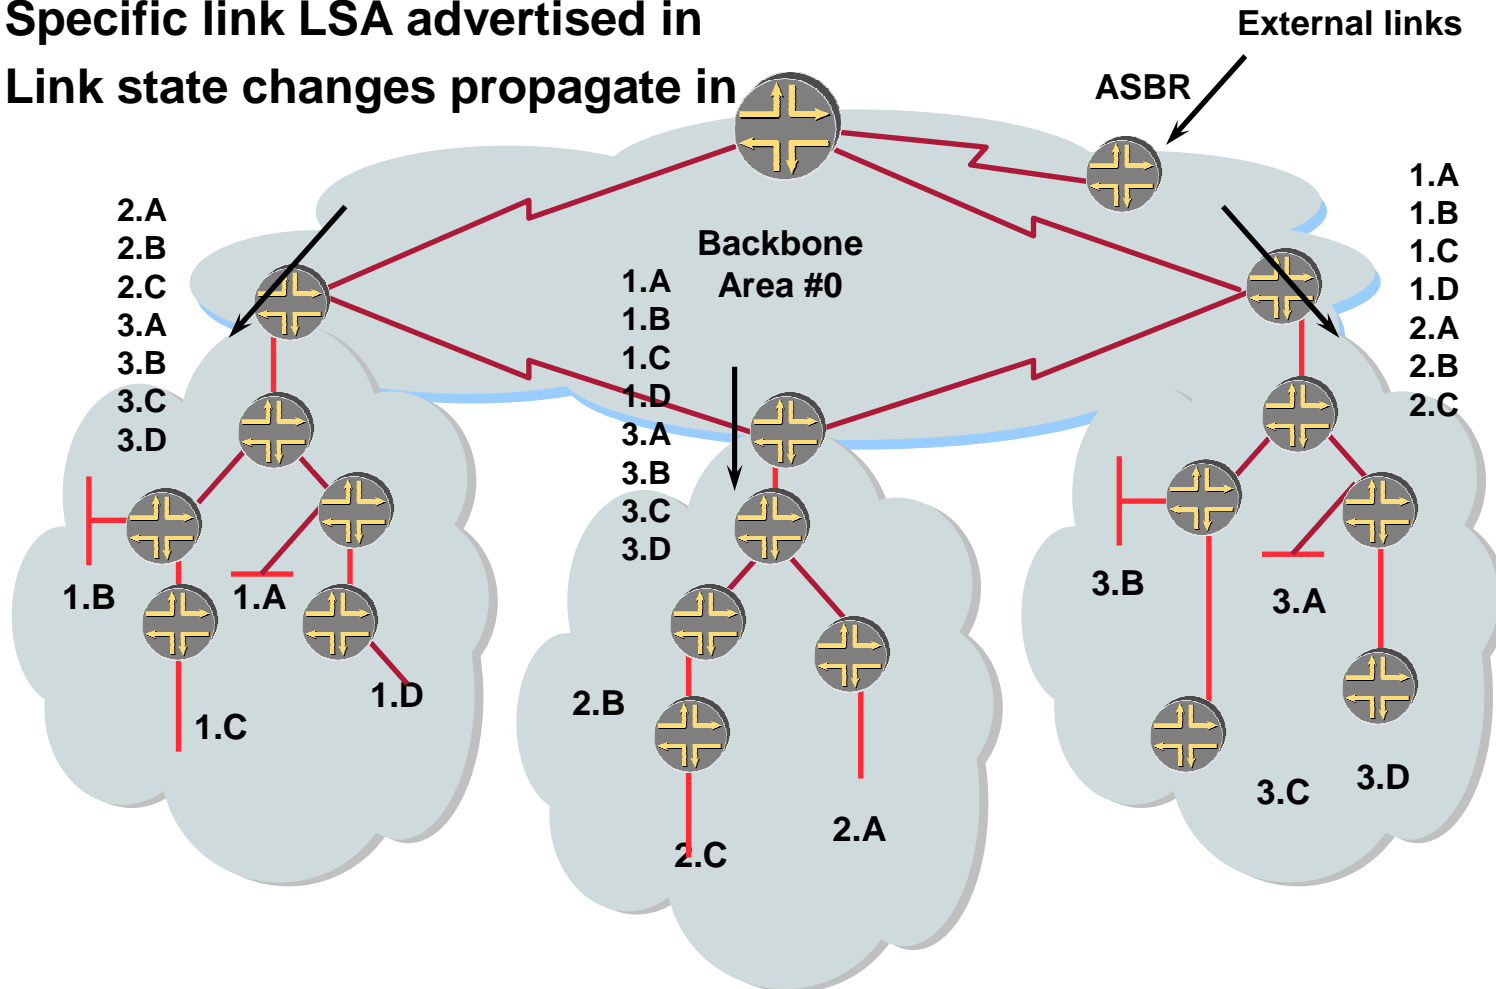 Specific link LSA advertised in
Link state changes propagate in
External links
ASBR
2.A
2.B
2.C
3.A
3.B
3.C
3.D
Backbone
Area #0
1.A
1.B
1.C
1.D
3.A
3.B
3.C
3.D
1.A
1.B
1.C
1.D
2.A
2.B
2.C
1.B
1.A
1.D
1.C
2.B
2.A
2.C
3.B
3.A
3.C
3.D